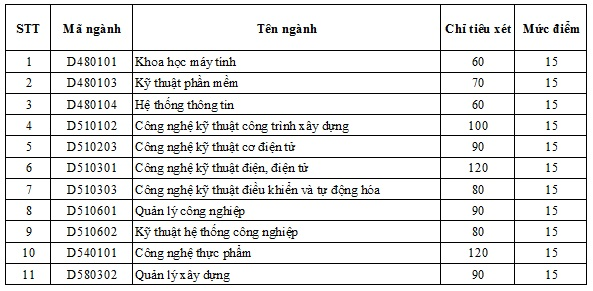 STT Mã ngành Tên ngành Chỉ tiêu xét Mức điểm
1 D480101 Khoa học máy tính 60 15
2 D480103 Kỹ thuật phần mềm 70 15
3 D480104 Hệ thống thông tin 60 15
4 D510102 Công nghệ kỹ thuật công trình xây dựng 100 15
5 D510203 Công nghệ kỹ thuật cơ điện tử 90 15
6 D510301 Công nghệ kỹ thuật điện, điện tử 120 15
7 D510303 Công nghệ kỹ thuật điều khiển và tự động hóa 80 15
8 D510601 Quản lý công nghiệp 90 15
9 D510602 Kỹ thuật hệ thống công nghiệp 80 15
10 D540101 Công nghệ thực phẩm 120 15
11 D580302 Quản lý xây dựng 90 15